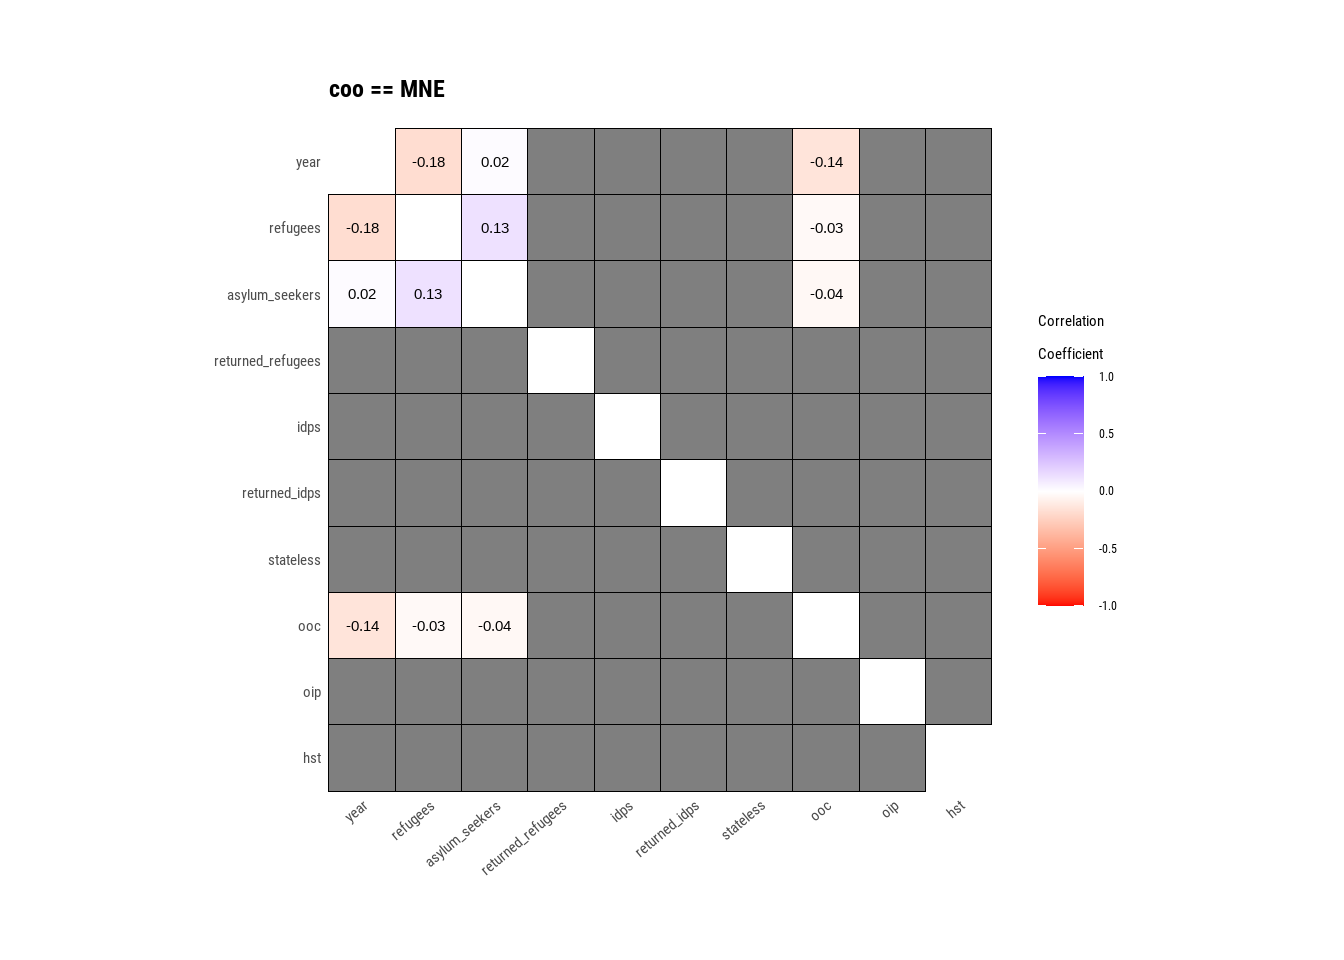 coo == MNE
year -0.18 0.02 -0.14
refugees -0.18 0.13 -0.03
asylum_seekers 0.02 0.13 -0.04
returned_refugees
idps
returned_idps
stateless
ooc -0.14 -0.03 -0.04
oip
hst
year refugees asylum_seekers returned_refugees idps returned_idps stateless ooc oip hst
Correlation
Coefficient
1.0
0.5
0.0
-0.5
-1.0